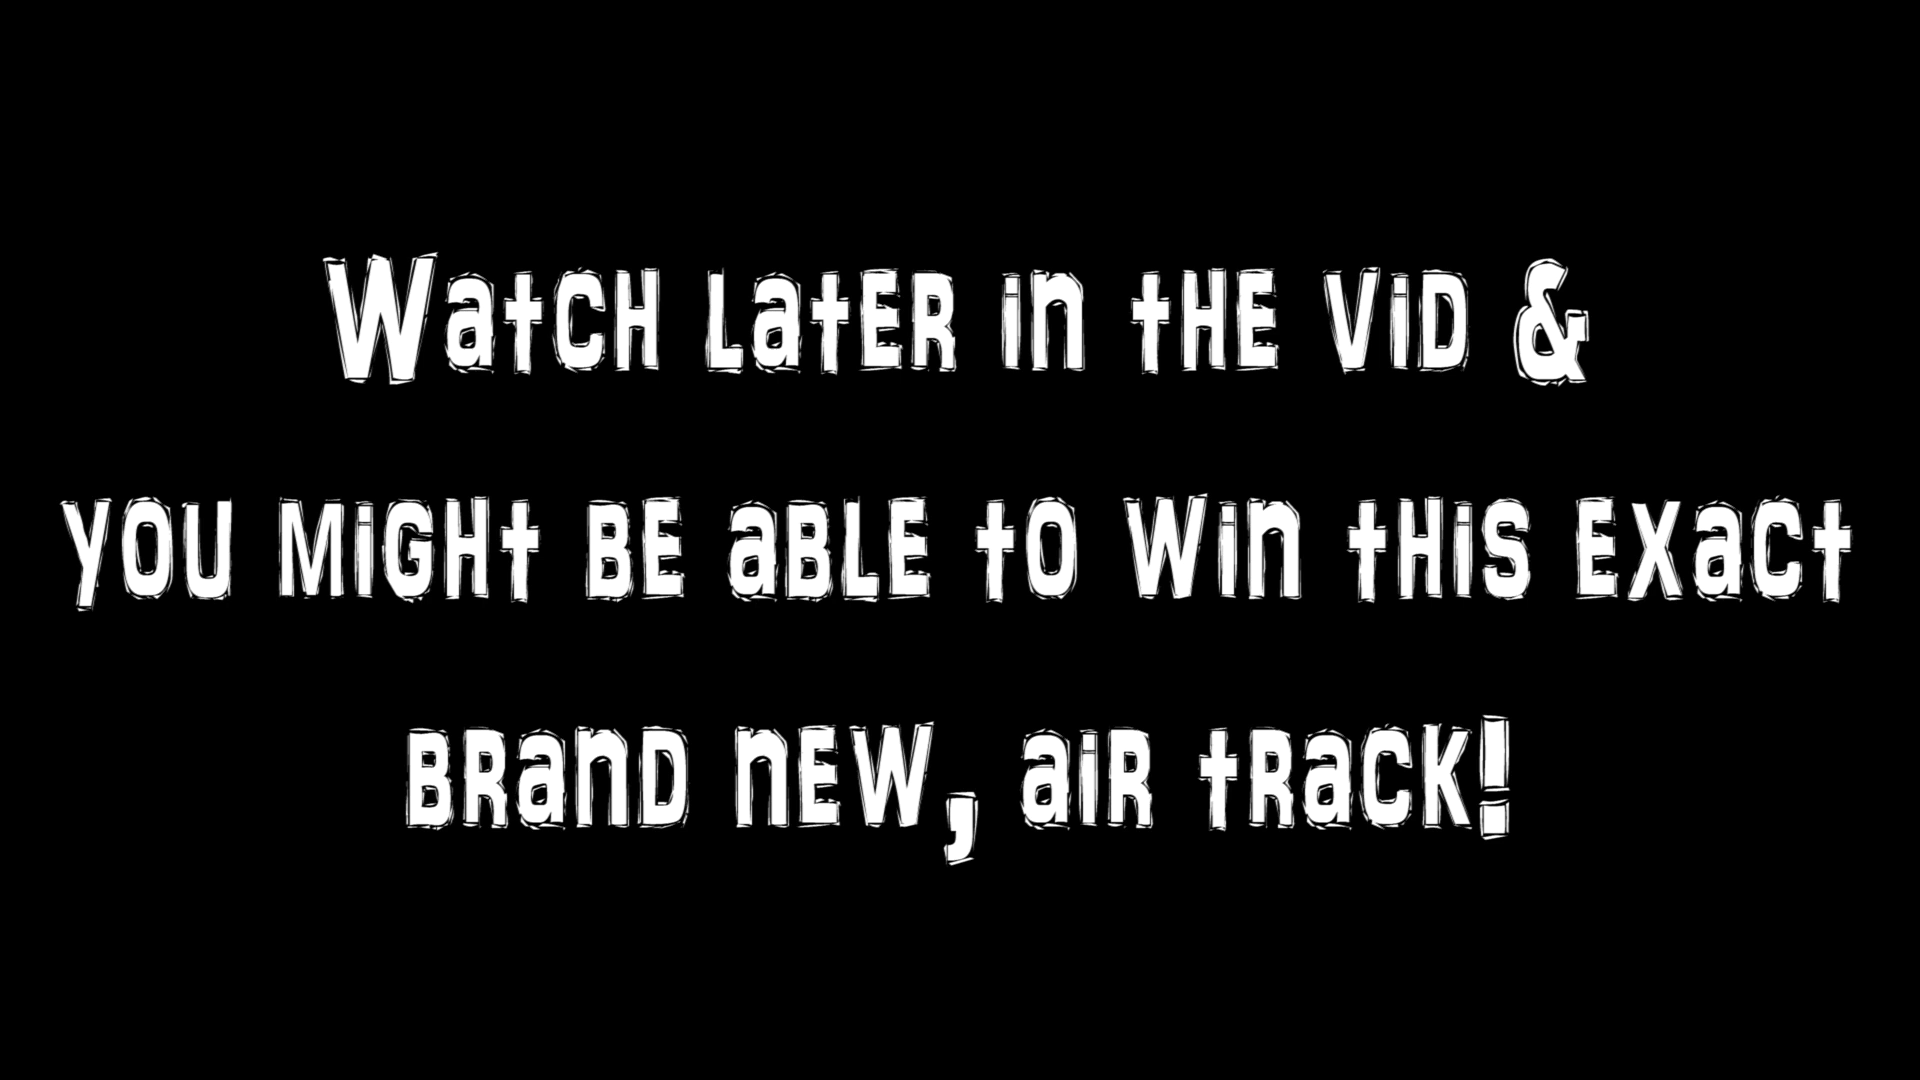 Watch later in the vid &
you might be able to win this exact
brand new, air track!